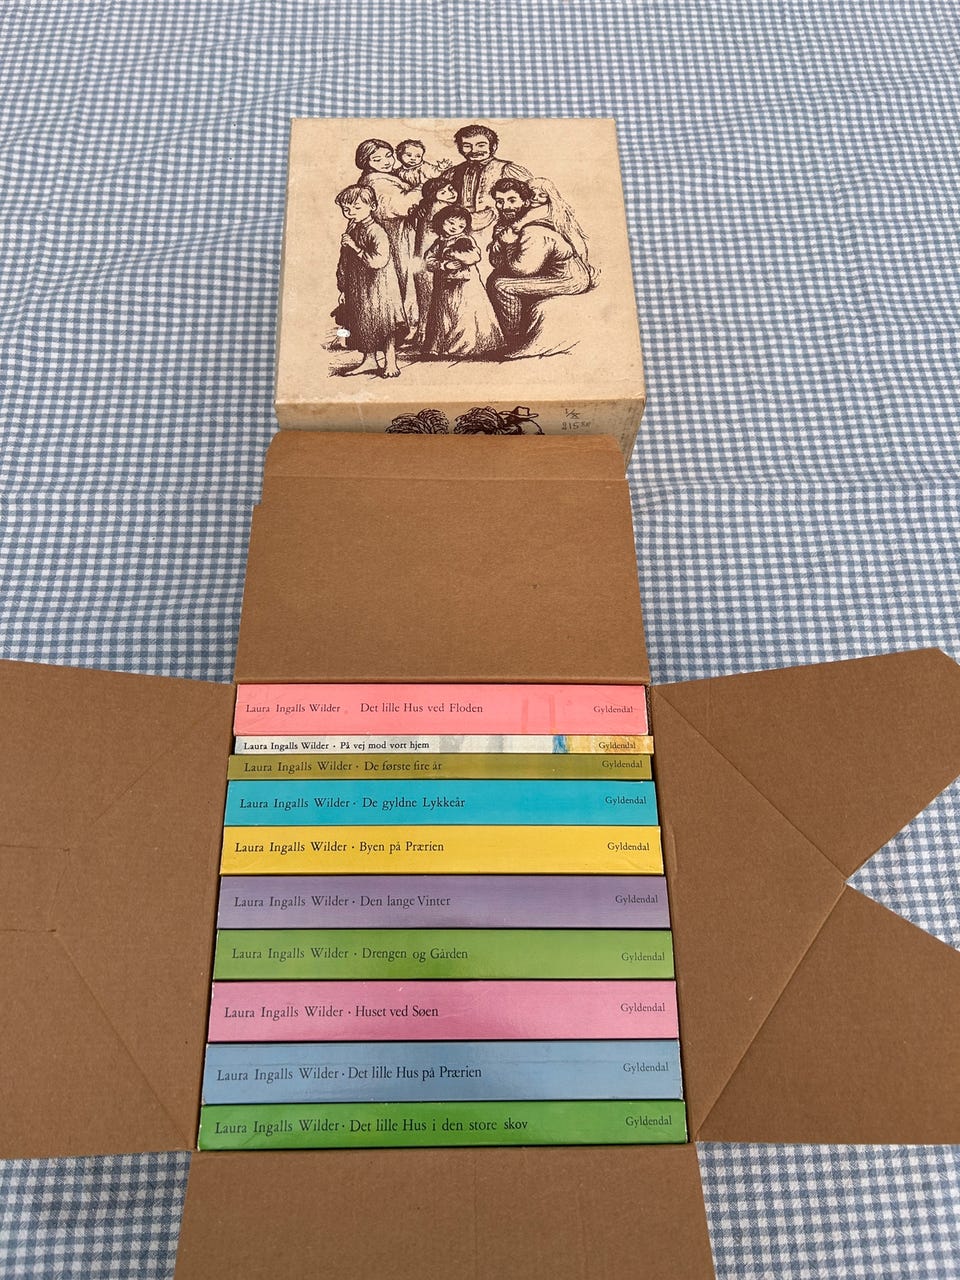 215 kr
Laura Ingalls Wilder · Det lille Hus ved Floden Gyldendal
Laura Ingalls Wilder · På vej mod vort hjem Gyldendal
Laura Ingalls Wilder · De første fire år Gyldendal
Laura Ingalls Wilder · De gyldne Lykkeår Gyldendal
Laura Ingalls Wilder · Byen på Prærien Gyldendal
Laura Ingalls Wilder · Den lange Vinter Gyldendal
Laura Ingalls Wilder · Drengen og Gården Gyldendal
Laura Ingalls Wilder · Huset ved Søen Gyldendal
Laura Ingalls Wilder · Det lille Hus på Prærien Gyldendal
Laura Ingalls Wilder · Det lille Hus i den store skov Gyldendal